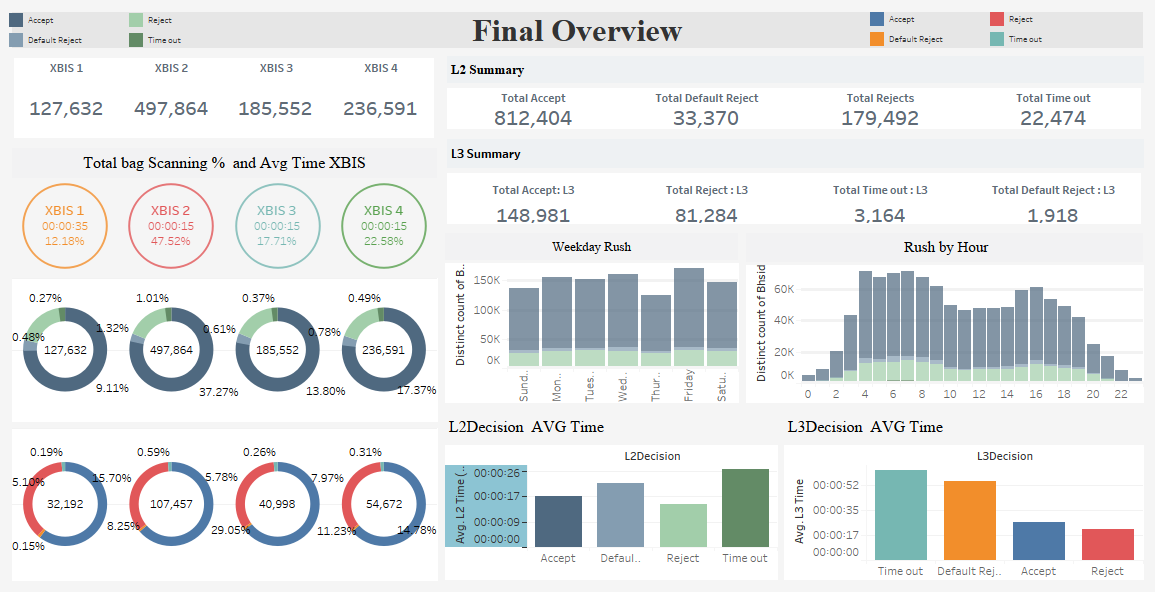 Accept
Reject
Default Reject
Time out
Final Overview
Accept
Reject
Default Reject
Time out
XBIS 1
XBIS 2
XBIS 3
XBIS 4
127,632
497,864
185,552
236,591
L2 Summary
Total Accept
Total Default Reject
Total Rejects
Total Time out
812,404
33,370
179,492
22,474
L3 Summary
Total Accept: L3
Total Reject : L3
Total Time out : L3
Total Default Reject : L3
148,981
81,284
3,164
1,918
Total bag Scanning %  and Avg Time XBIS
XBIS 1
00:00:35
12.18%
XBIS 2
00:00:15
47.52%
XBIS 3
00:00:15
17.71%
XBIS 4
00:00:15
22.58%
0.27%
1.01%
0.37%
0.49%
0.48%
1.32%
0.61%
0.78%
127,632
497,864
185,552
236,591
9.11%
37.27%
13.80%
17.37%
0.19%
0.59%
0.26%
0.31%
5.10%
15.70%
5.78%
7.97%
32,192
107,457
40,998
54,672
8.25%
29.05%
11.23%
14.78%
0.15%
Weekday Rush
Distinct count of B..
150K
100K
50K
0K
Sund..
Mon..
Tues..
Wed..
Thur..
Friday
Satu..
Rush by Hour
Distinct count of Bhsid
60K
40K
20K
0K
0
2
4
6
8
10
12
14
16
18
20
22
L2Decision  AVG Time
L2Decision
Avg. L2 Time (..
00:00:26
00:00:17
00:00:09
00:00:00
Accept
Defaul..
Reject
Time out
L3Decision  AVG Time
L3Decision
Avg. L3 Time
00:00:52
00:00:35
00:00:17
00:00:00
Time out
Default Rej..
Accept
Reject